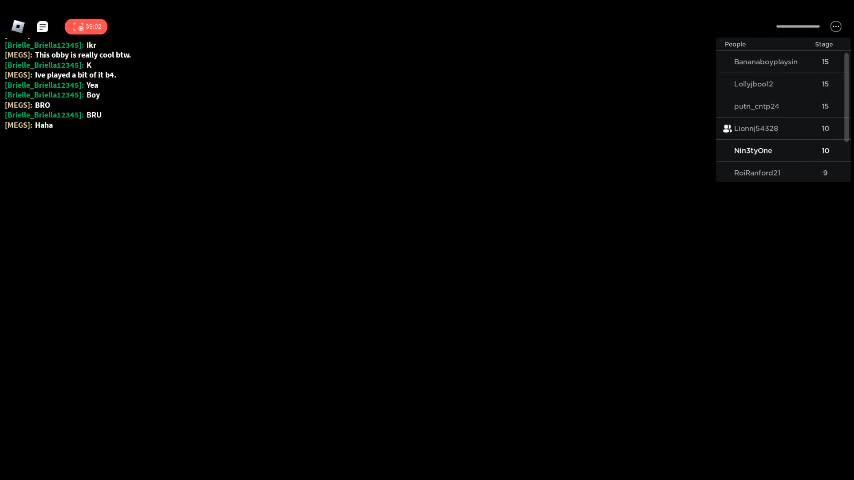 39:02
[Brielle_Briella12345]: Ikr
[MEGS]: This obby is really cool btw.
[Brielle_Briella12345]: K
[MEGS]: Ive played a bit of it b4.
[Brielle_Briella12345]: Yea
[Brielle_Briella12345]: Boy
[MEGS]: BRO
[Brielle_Briella12345]: BRU
[MEGS]: Haha
People Stage
Bananaboyplaysin 15
Lollyjbool2 15
putn_cntp24 15
Lionnj54328 10
Nin3tyOne 10
RoiRanford21 9